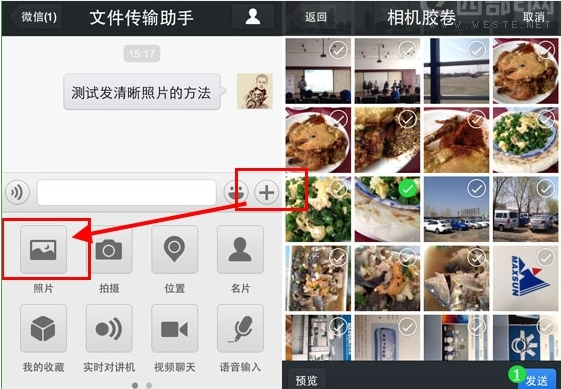 微信(1)
文件传输助手
15:17
测试发清晰照片的方法
照片
拍摄
位置
名片
我的收藏
实时对讲机
视频聊天
语音输入
返回
相机胶卷
取消
WWW.WESTE.NET
MAXSUN
预览
1
发送